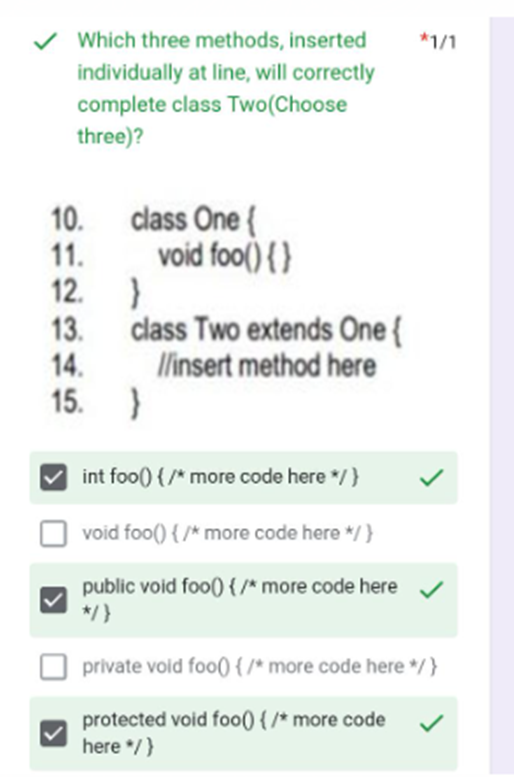 Which three methods, inserted *1/1
individually at line, will correctly
complete class Two(Choose
three)?
10. class One {
11. void foo() { }
12. }
13. class Two extends One {
14. //insert method here
15. }
int foo() { /* more code here */ }
void foo() { /* more code here */ }
public void foo() { /* more code here
*/ }
private void foo() { /* more code here */ }
protected void foo() { /* more code
here */ }